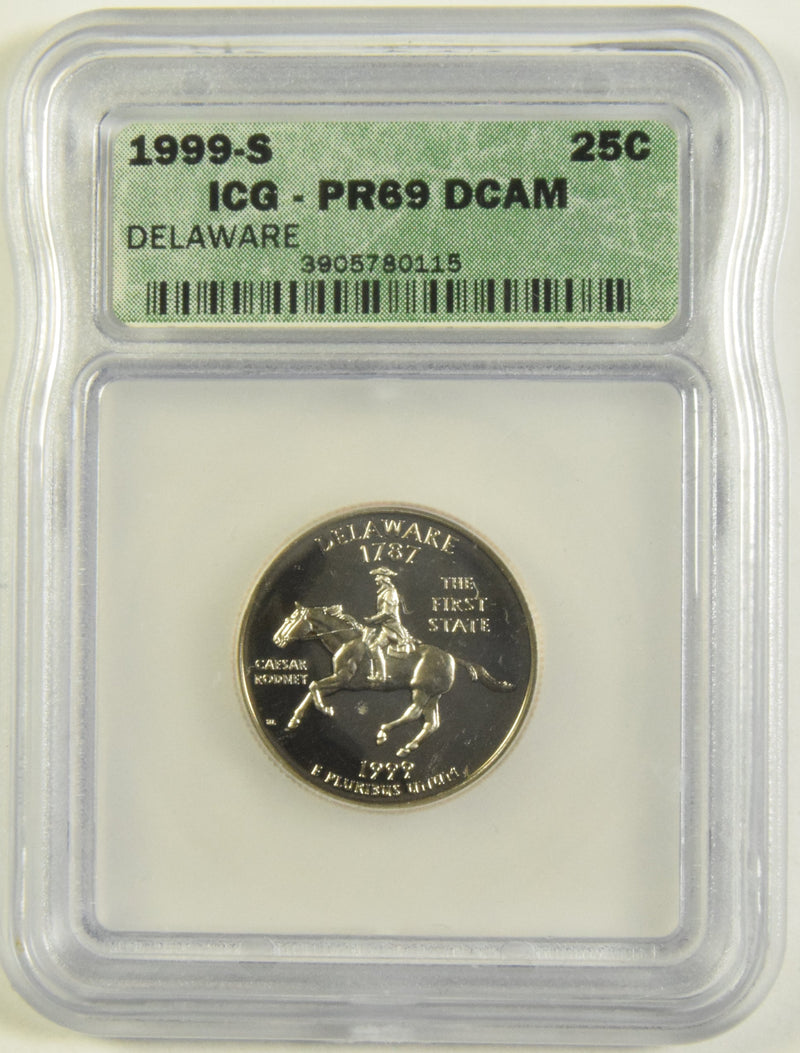 1999-S 25C
ICG - PR69 DCAM
DELAWARE
3905780115
DELAWARE
1787
THE
FIRST
STATE
CAESAR
RODNEY
1999
E PLURIBUS UNUM